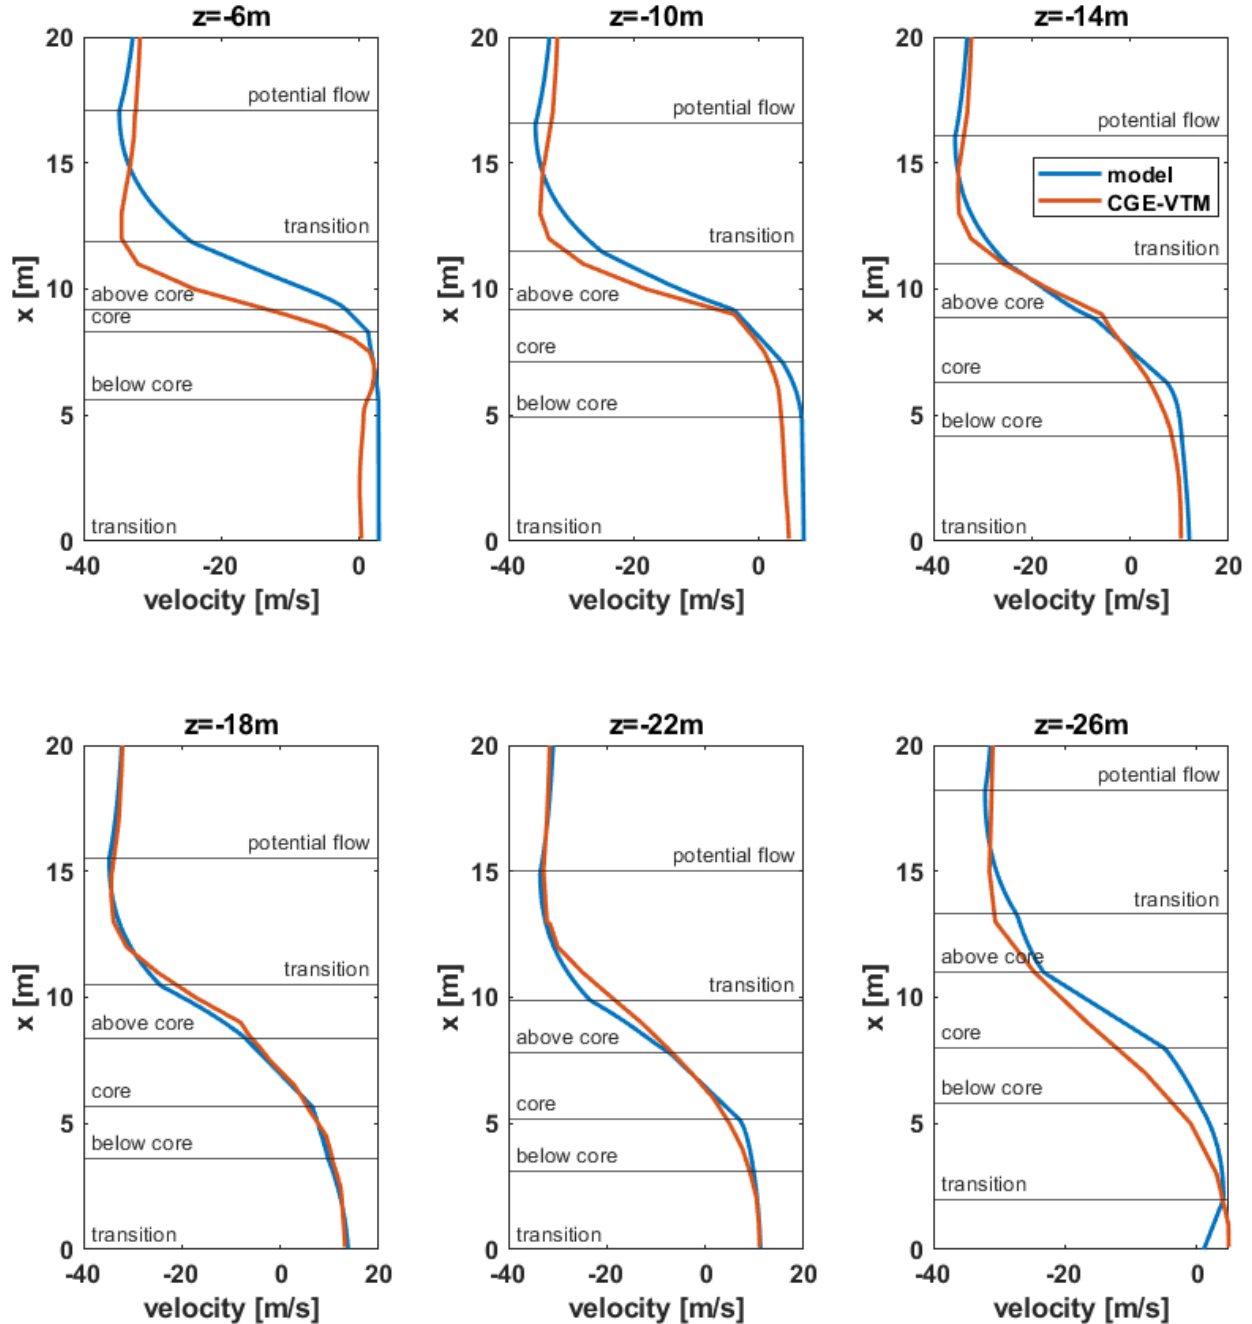 z=-6m
20
potential flow
15
transition
10
above core
core
below core
5
transition
0
-40
-20
0
x [m]
velocity [m/s]
z=-10m
20
potential flow
15
transition
10
above core
core
below core
5
transition
0
-40
-20
0
x [m]
velocity [m/s]
z=-14m
20
potential flow
15
model
CGE-VTM
transition
10
above core
core
5
below core
transition
0
-40
-20
0
20
x [m]
velocity [m/s]
z=-18m
20
potential flow
15
transition
10
above core
core
5
below core
transition
0
-40
-20
0
20
x [m]
velocity [m/s]
z=-22m
20
potential flow
15
transition
10
above core
core
5
below core
transition
0
-40
-20
0
20
x [m]
velocity [m/s]
z=-26m
20
potential flow
15
transition
above core
10
core
below core
5
transition
0
-40
-20
0
x [m]
velocity [m/s]